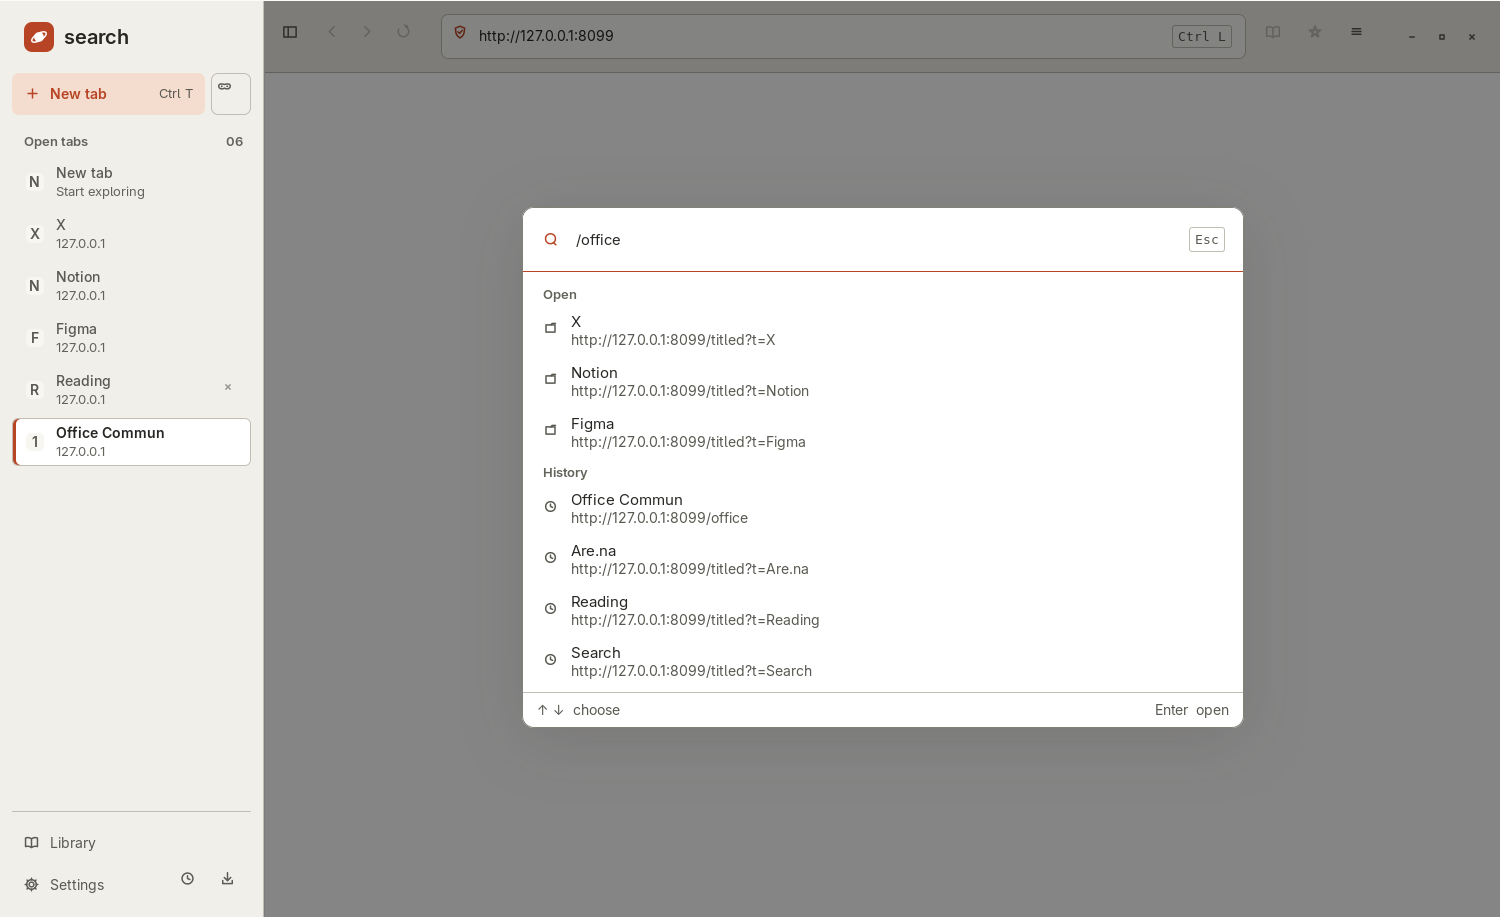 search
New tab Ctrl T
Open tabs 06
N New tab
Start exploring
X X
127.0.0.1
N Notion
127.0.0.1
F Figma
127.0.0.1
R Reading ×
127.0.0.1
1 Office Commun
127.0.0.1
Library
Settings
http://127.0.0.1:8099 Ctrl L
/office Esc
Open
X
http://127.0.0.1:8099/titled?t=X
Notion
http://127.0.0.1:8099/titled?t=Notion
Figma
http://127.0.0.1:8099/titled?t=Figma
History
Office Commun
http://127.0.0.1:8099/office
Are.na
http://127.0.0.1:8099/titled?t=Are.na
Reading
http://127.0.0.1:8099/titled?t=Reading
Search
http://127.0.0.1:8099/titled?t=Search
↑ ↓ choose Enter open